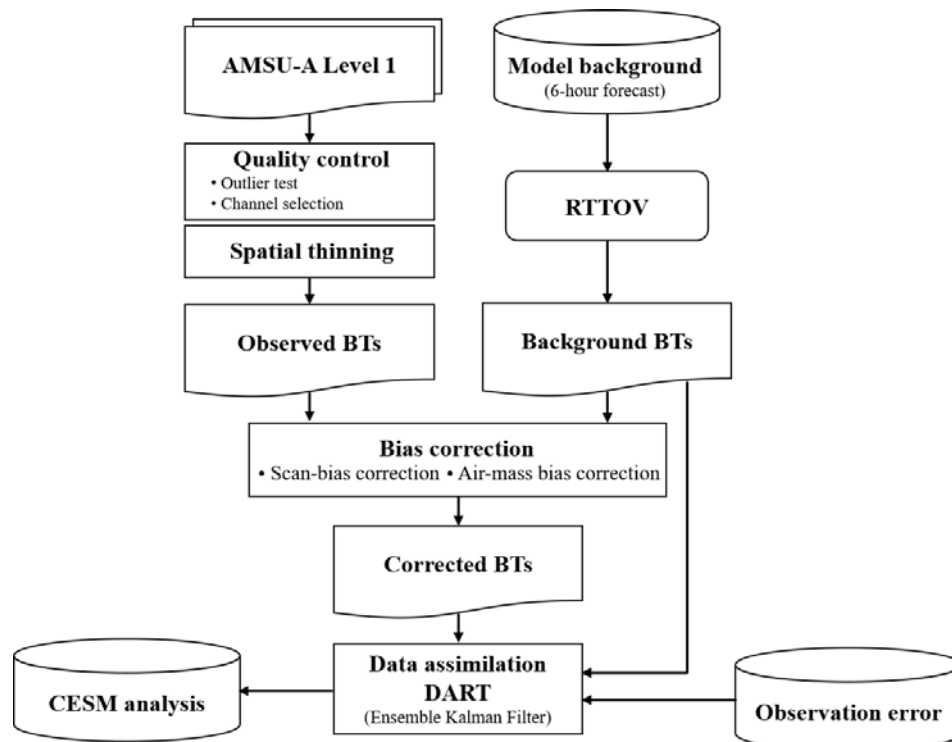 AMSU-A Level 1
Model background
(6-hour forecast)
Quality control
• Outlier test
• Channel selection
RTTOV
Spatial thinning
Observed BTs
Background BTs
Bias correction
• Scan-bias correction • Air-mass bias correction
Corrected BTs
CESM analysis
Data assimilation
DART
(Ensemble Kalman Filter)
Observation error